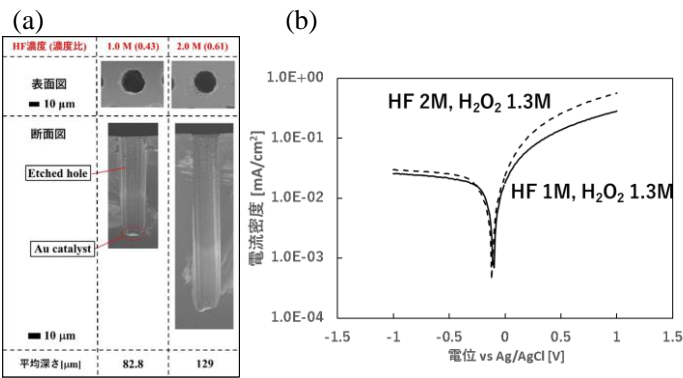 (a)
HF濃度 (濃度比) 1.0 M (0.43) 2.0 M (0.61)
表面図
10 μm
断面図
Etched hole
Au catalyst
10 μm
平均深さ[μm] 82.8 129
(b)
1.0E+00
1.0E-01
1.0E-02
1.0E-03
1.0E-04
電流密度 [mA/cm²]
HF 2M, H₂O₂ 1.3M
HF 1M, H₂O₂ 1.3M
-1.5 -1 -0.5 0 0.5 1 1.5
電位 vs Ag/AgCl [V]